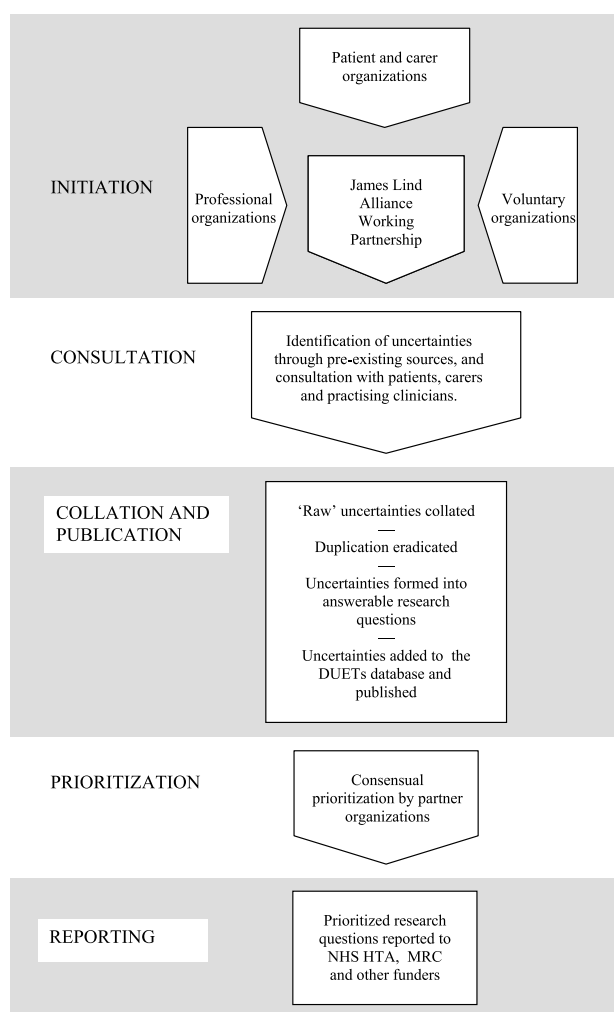 Patient and carer
organizations
INITIATION
Professional
organizations
James Lind
Alliance
Working
Partnership
Voluntary
organizations
CONSULTATION
Identification of uncertainties
through pre-existing sources, and
consultation with patients, carers
and practising clinicians.
COLLATION AND
PUBLICATION
‘Raw’ uncertainties collated
Duplication eradicated
Uncertainties formed into
answerable research
questions
Uncertainties added to the
DUETs database and
published
PRIORITIZATION
Consensual
prioritization by partner
organizations
REPORTING
Prioritized research
questions reported to
NHS HTA, MRC
and other funders